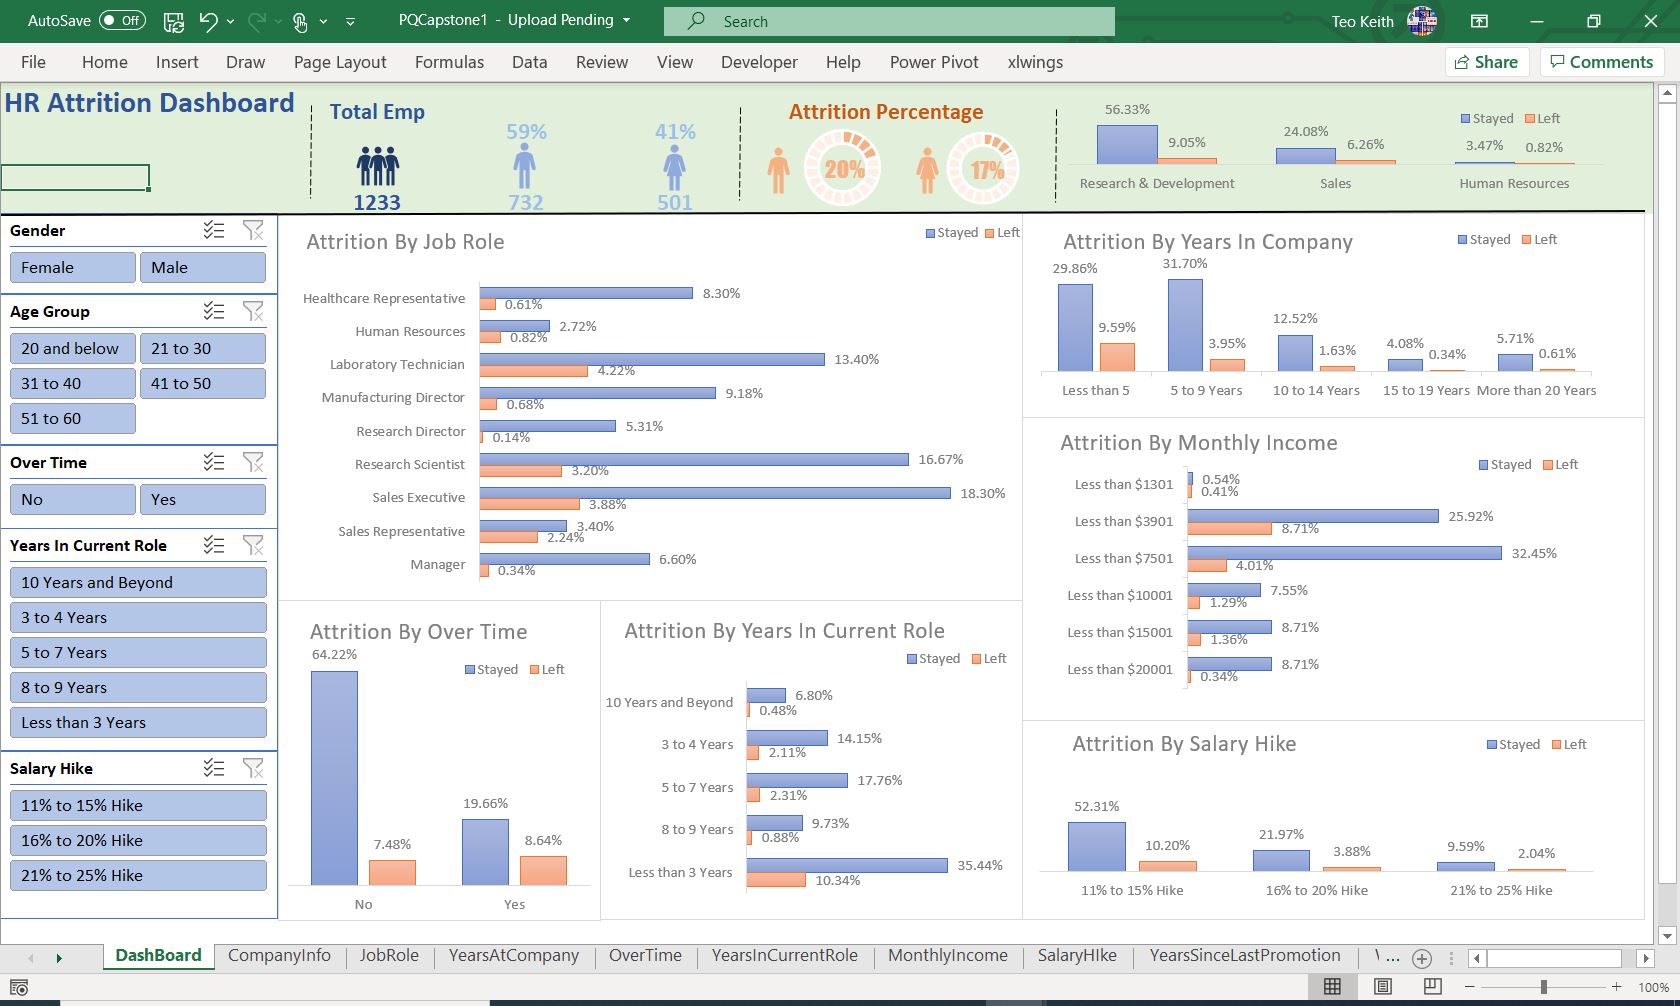 AutoSave Off PQCapstone1 - Upload Pending Search Teo Keith
File Home Insert Draw Page Layout Formulas Data Review View Developer Help Power Pivot xlwings Share Comments
HR Attrition Dashboard
Total Emp
1233
59%
732
41%
501
Attrition Percentage
20%
17%
Stayed Left
56.33% 9.05% 24.08% 6.26% 3.47% 0.82%
Research & Development Sales Human Resources
Gender
Female Male
Age Group
20 and below 21 to 30
31 to 40 41 to 50
51 to 60
Over Time
No Yes
Years In Current Role
10 Years and Beyond
3 to 4 Years
5 to 7 Years
8 to 9 Years
Less than 3 Years
Salary Hike
11% to 15% Hike
16% to 20% Hike
21% to 25% Hike
Attrition By Job Role
Stayed Left
Healthcare Representative 8.30% 0.61%
Human Resources 2.72% 0.82%
Laboratory Technician 13.40% 4.22%
Manufacturing Director 9.18% 0.68%
Research Director 5.31% 0.14%
Research Scientist 16.67% 3.20%
Sales Executive 18.30% 3.88%
Sales Representative 3.40% 2.24%
Manager 6.60% 0.34%
Attrition By Years In Company
Stayed Left
29.86% 9.59% 31.70% 3.95% 12.52% 1.63% 4.08% 0.34% 5.71% 0.61%
Less than 5 5 to 9 Years 10 to 14 Years 15 to 19 Years More than 20 Years
Attrition By Monthly Income
Stayed Left
Less than $1301 0.54% 0.41%
Less than $3901 25.92% 8.71%
Less than $7501 32.45% 4.01%
Less than $10001 7.55% 1.29%
Less than $15001 8.71% 1.36%
Less than $20001 8.71% 0.34%
Attrition By Over Time
Stayed Left
64.22% 7.48% 19.66% 8.64%
No Yes
Attrition By Years In Current Role
Stayed Left
10 Years and Beyond 6.80% 0.48%
3 to 4 Years 14.15% 2.11%
5 to 7 Years 17.76% 2.31%
8 to 9 Years 9.73% 0.88%
Less than 3 Years 35.44% 10.34%
Attrition By Salary Hike
Stayed Left
52.31% 10.20% 21.97% 3.88% 9.59% 2.04%
11% to 15% Hike 16% to 20% Hike 21% to 25% Hike
DashBoard CompanyInfo JobRole YearsAtCompany OverTime YearsInCurrentRole MonthlyIncome SalaryHIke YearsSinceLastPromotion ...
100%